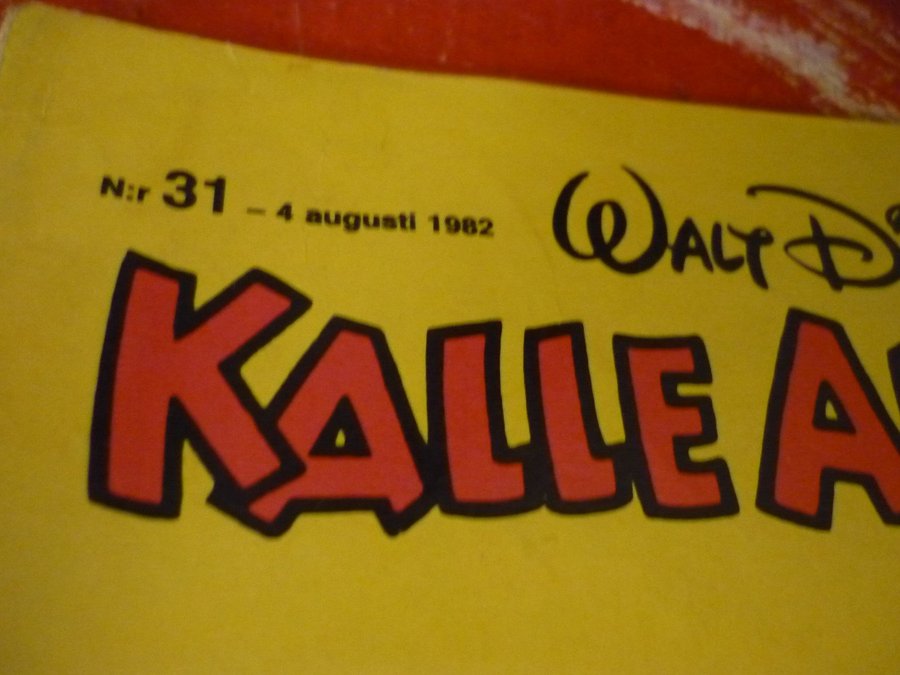 N:r 31 – 4 augusti 1982
WALT D
KALLE A